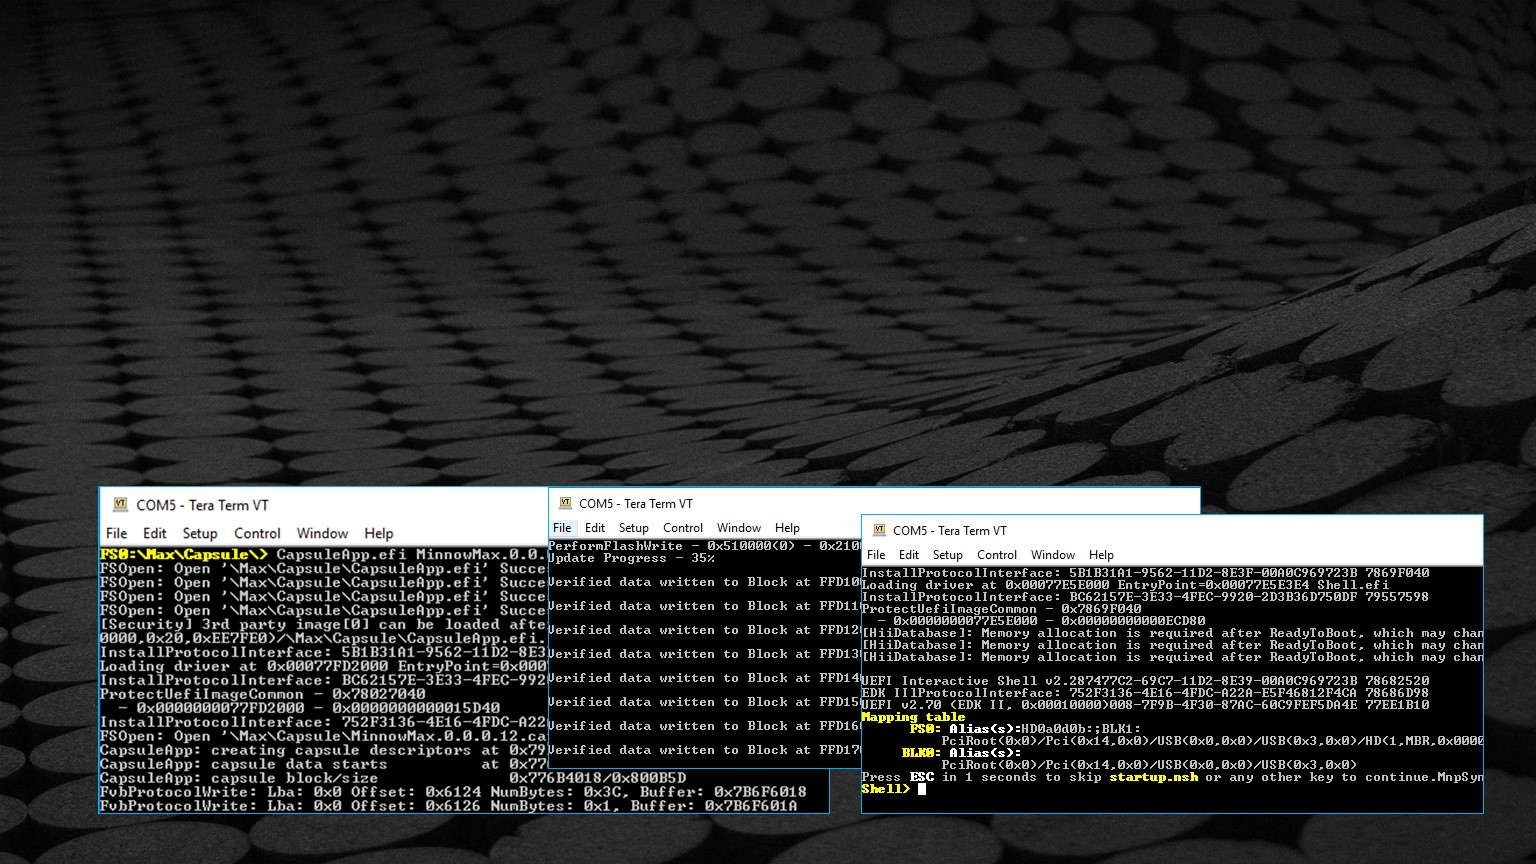 COM5 - Tera Term VT
File Edit Setup Control Window Help
FS0:\Max\Capsule\> CapsuleApp.efi MinnowMax.0.0.
FSOpen: Open '\Max\Capsule\CapsuleApp.efi' Succe
FSOpen: Open '\Max\Capsule\CapsuleApp.efi' Succe
FSOpen: Open '\Max\Capsule\CapsuleApp.efi' Succe
FSOpen: Open '\Max\Capsule\CapsuleApp.efi' Succe
[Security] 3rd party image[0] can be loaded afte
0000,0x20,0xEE7FE0)/\Max\Capsule\CapsuleApp.efi.
InstallProtocolInterface: 5B1B31A1-9562-11D2-8E3
Loading driver at 0x00077FD2000 EntryPoint=0x000
InstallProtocolInterface: BC62157E-3E33-4FEC-992
ProtectUefiImageCommon - 0x78027040
- 0x0000000077FD2000 - 0x0000000000015D40
InstallProtocolInterface: 752F3136-4E16-4FDC-A22
FSOpen: Open '\Max\Capsule\MinnowMax.0.0.0.12.ca
CapsuleApp: creating capsule descriptors at 0x79
CapsuleApp: capsule data starts at 0x77
CapsuleApp: capsule block/size 0x776B4018/0x800B5D
FvbProtocolWrite: Lba: 0x0 Offset: 0x6124 NumBytes: 0x3C, Buffer: 0x7B6F6018
FvbProtocolWrite: Lba: 0x0 Offset: 0x6126 NumBytes: 0x1, Buffer: 0x7B6F601A
COM5 - Tera Term VT
File Edit Setup Control Window Help
PerformFlashWrite - 0x510000(0) - 0x210
Update Progress - 35%
Verified data written to Block at FFD10
Verified data written to Block at FFD11
Verified data written to Block at FFD12
Verified data written to Block at FFD13
Verified data written to Block at FFD14
Verified data written to Block at FFD15
Verified data written to Block at FFD16
Verified data written to Block at FFD17
COM5 - Tera Term VT
File Edit Setup Control Window Help
InstallProtocolInterface: 5B1B31A1-9562-11D2-8E3F-00A0C969723B 7869F040
Loading driver at 0x00077E5E000 EntryPoint=0x00077E5E3E4 Shell.efi
InstallProtocolInterface: BC62157E-3E33-4FEC-9920-2D3B36D750DF 79557598
ProtectUefiImageCommon - 0x7869F040
- 0x0000000077E5E000 - 0x00000000000ECD80
[HiiDatabase]: Memory allocation is required after ReadyToBoot, which may chan
[HiiDatabase]: Memory allocation is required after ReadyToBoot, which may chan
[HiiDatabase]: Memory allocation is required after ReadyToBoot, which may chan
UEFI Interactive Shell v2.287477C2-69C7-11D2-8E39-00A0C969723B 78682520
EDK IIlProtocolInterface: 752F3136-4E16-4FDC-A22A-E5F46812F4CA 78686D98
UEFI v2.70 (EDK II, 0x00010000)008-7F9B-4F30-87AC-60C9FEF5DA4E 77EE1B10
Mapping table
FS0: Alias(s):HD0a0d0b:;BLK1:
PciRoot(0x0)/Pci(0x14,0x0)/USB(0x0,0x0)/USB(0x3,0x0)/HD(1,MBR,0x0000
BLK0: Alias(s):
PciRoot(0x0)/Pci(0x14,0x0)/USB(0x0,0x0)/USB(0x3,0x0)
Press ESC in 1 seconds to skip startup.nsh or any other key to continue.MnpSyn
Shell>